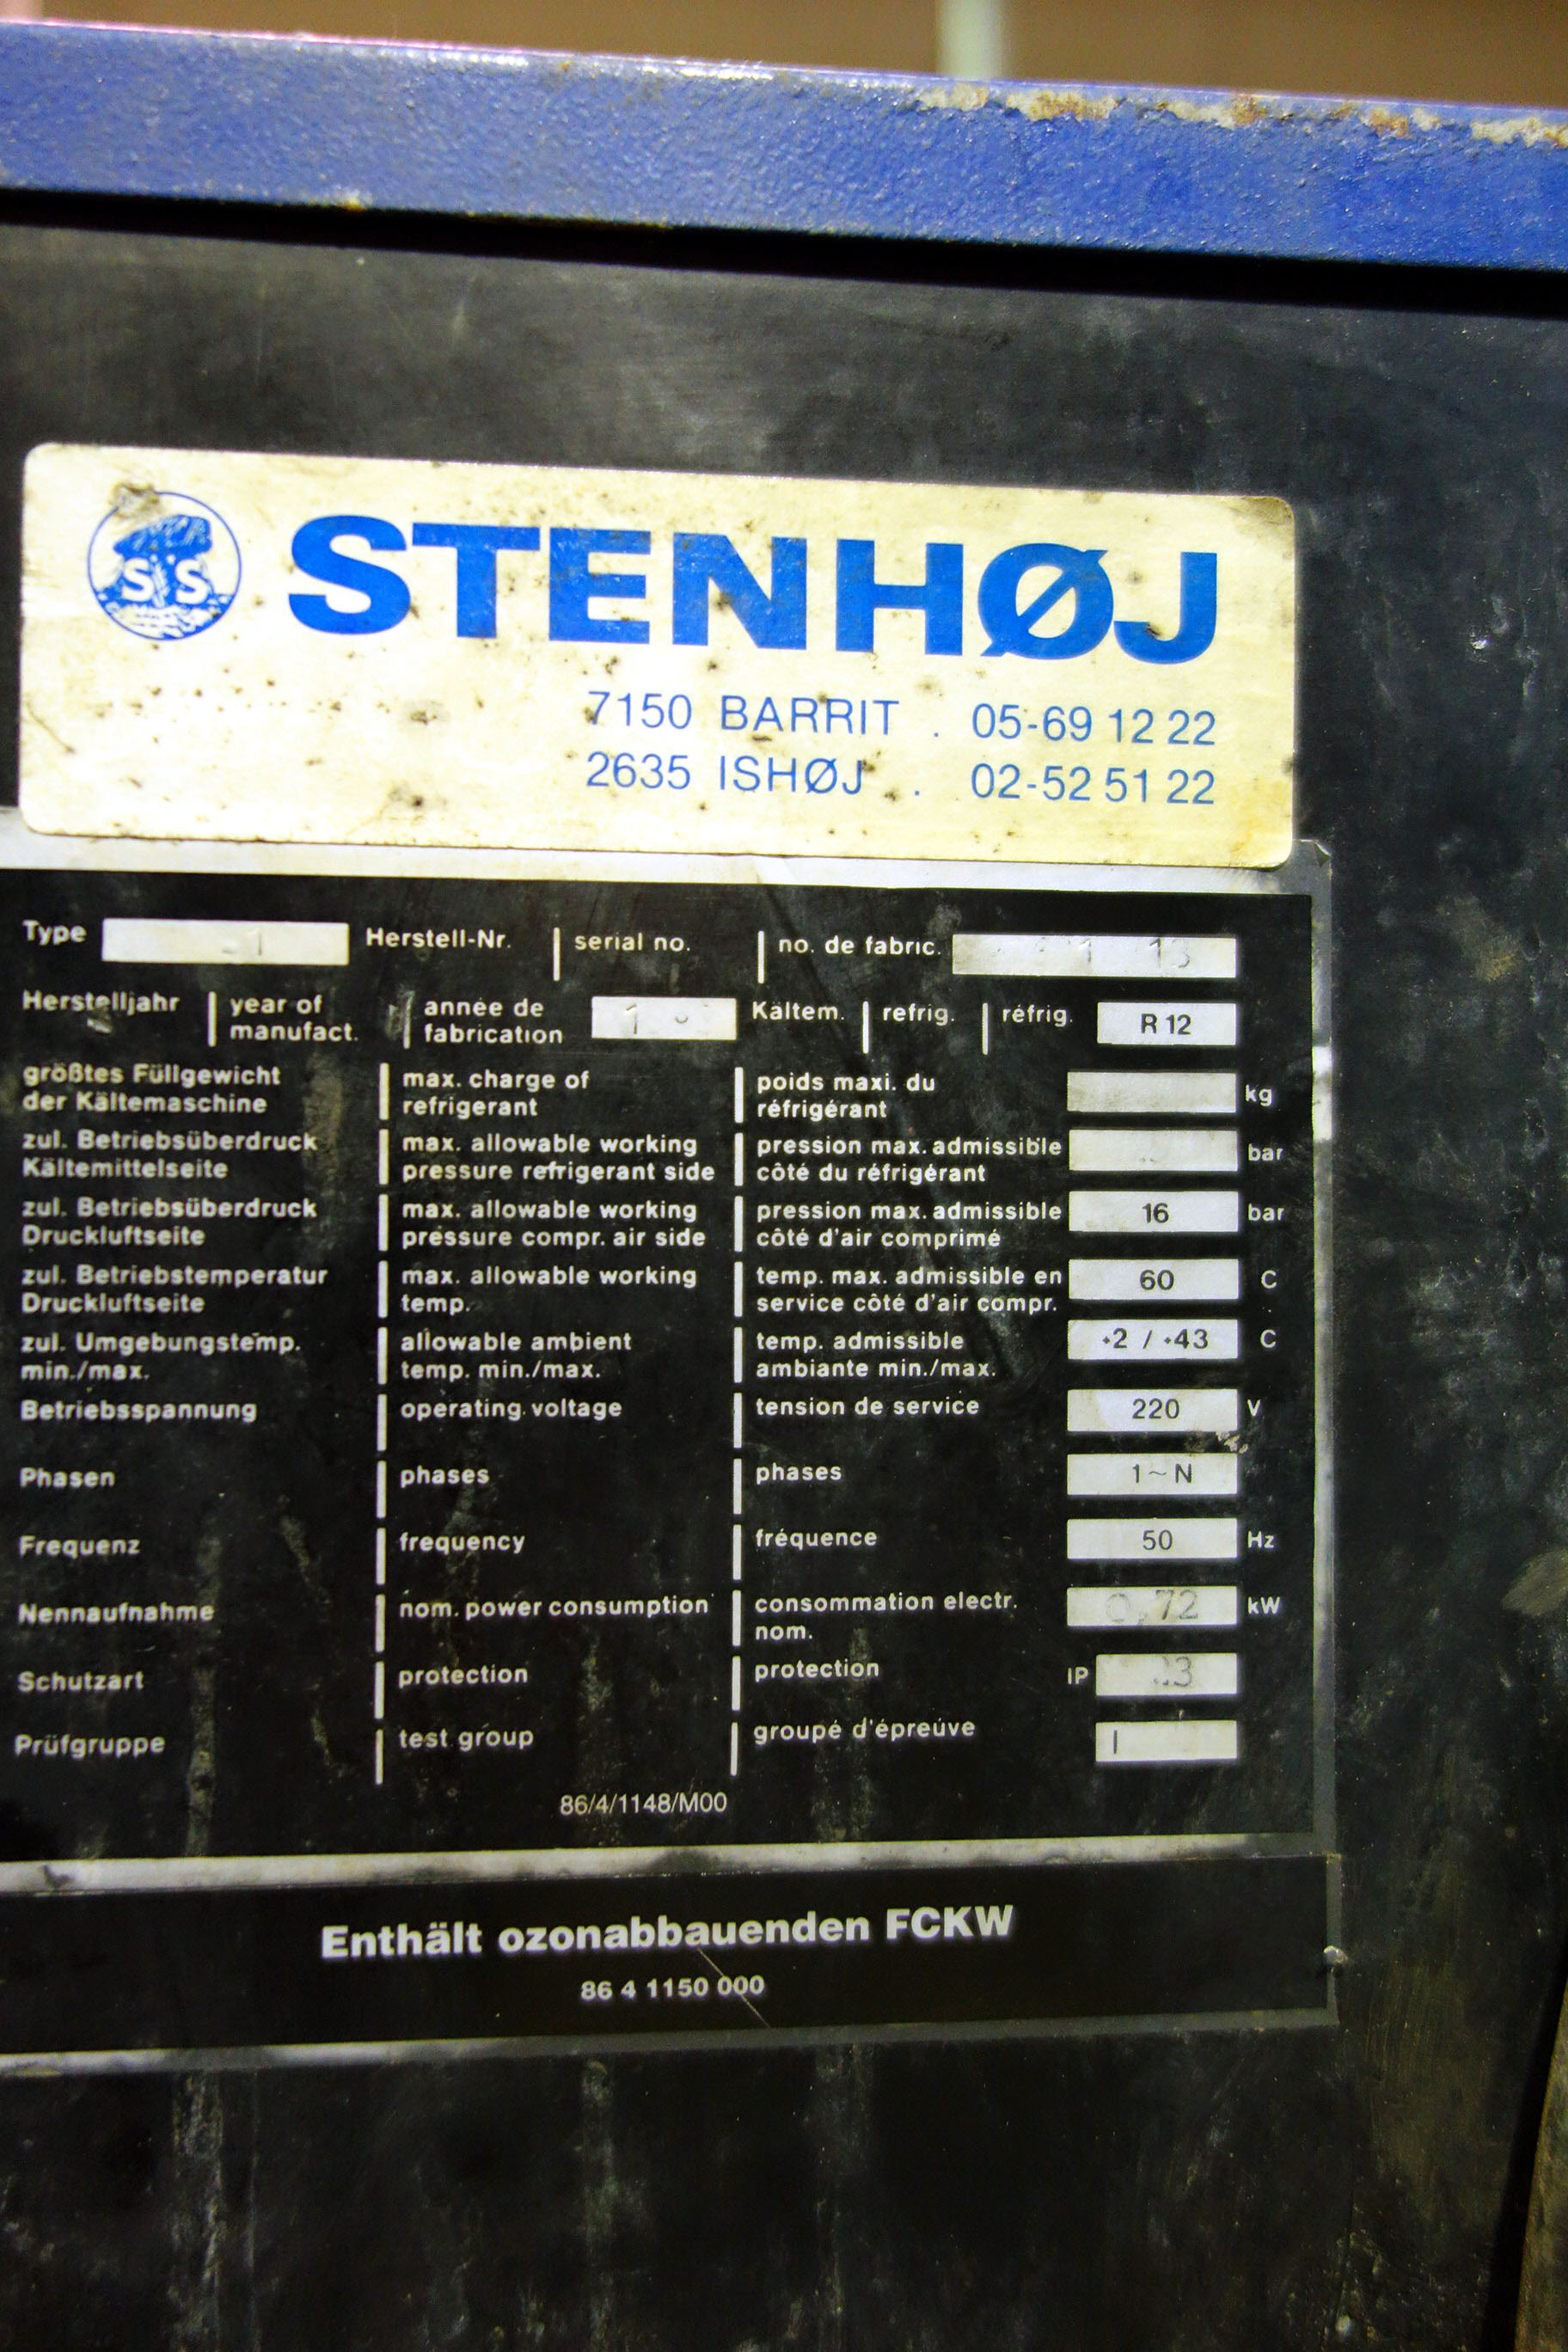 S S STENHØJ
7150 BARRIT . 05-69 12 22
2635 ISHØJ . 02-52 51 22
Type Herstell-Nr. serial no. no. de fabric.
Herstelljahr year of manufact. année de fabrication Kältem. refrig. réfrig. R 12
größtes Füllgewicht max. charge of poids maxi. du
der Kältemaschine refrigerant réfrigérant kg
zul. Betriebsüberdruck max. allowable working pression max. admissible
Kältemittelseite pressure refrigerant side côté du réfrigérant bar
zul. Betriebsüberdruck max. allowable working pression max. admissible 16 bar
Druckluftseite pressure compr. air side côté d'air comprimé
zul. Betriebstemperatur max. allowable working temp. max. admissible en 60 C
Druckluftseite temp. service côté d'air compr.
zul. Umgebungstemp. allowable ambient temp. admissible +2 / +43 C
min./max. temp. min./max. ambiante min./max.
Betriebsspannung operating voltage tension de service 220 V
Phasen phases phases 1~N
Frequenz frequency fréquence 50 Hz
Nennaufnahme nom. power consumption consommation electr. 0,72 kW
nom.
Schutzart protection protection IP
Prüfgruppe test group groupé d'épreúve I
86/4/1148/M00
Enthält ozonabbauenden FCKW
86 4 1150 000